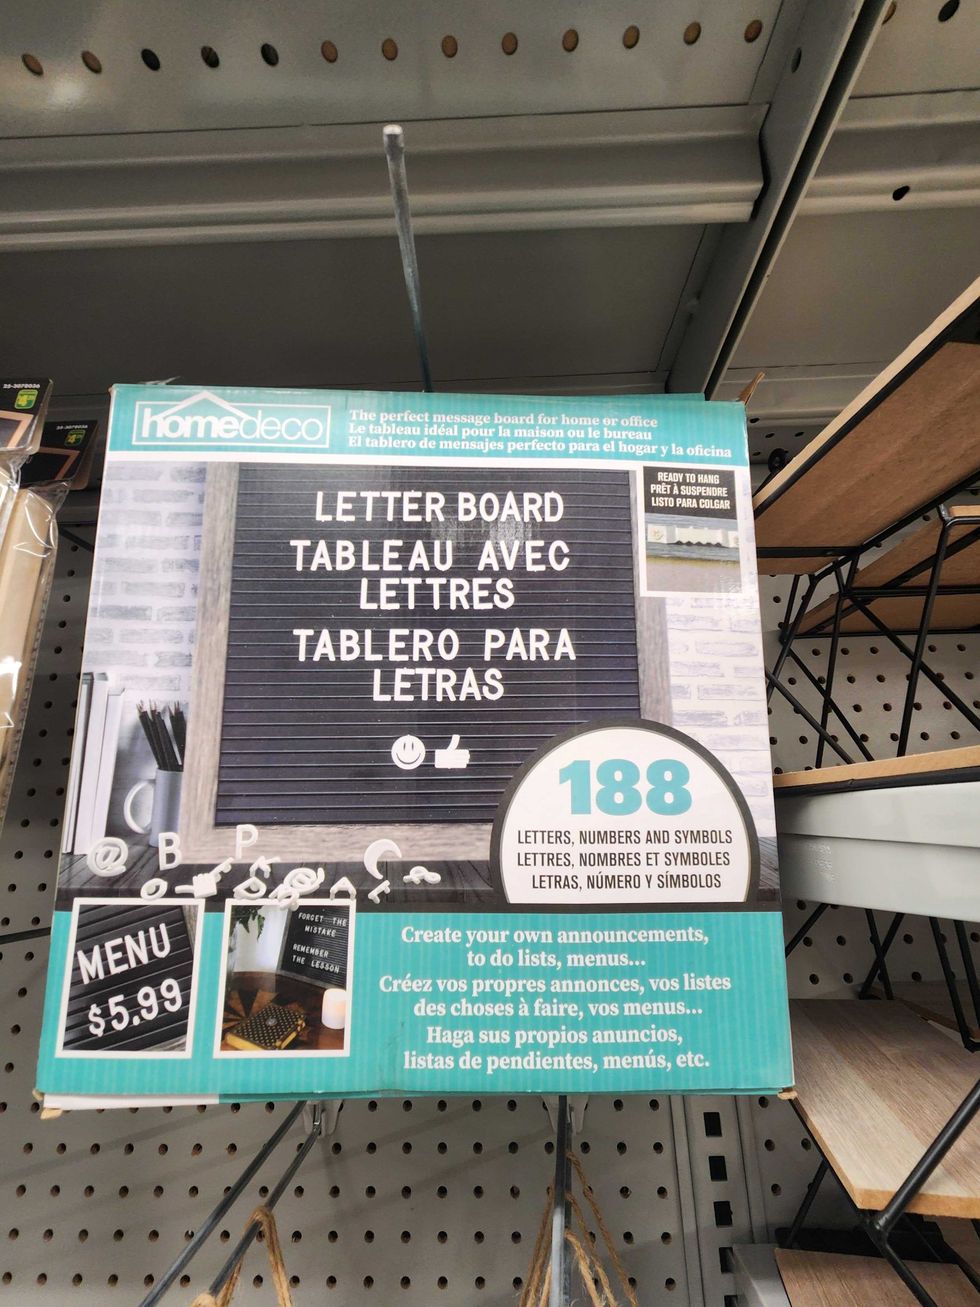 25-3078036
homedeco
The perfect message board for home or office
Le tableau idéal pour la maison ou le bureau
El tablero de mensajes perfecto para el hogar y la oficina
READY TO HANG
PRÊT À SUSPENDRE
LISTO PARA COLGAR
LETTER BOARD
TABLEAU AVEC
LETTRES
TABLERO PARA
LETRAS
188
LETTERS, NUMBERS AND SYMBOLS
LETTRES, NOMBRES ET SYMBOLES
LETRAS, NÚMERO Y SÍMBOLOS
@ B P
MENU
$5.99
FORGET THE
MISTAKE
REMEMBER
THE LESSON
Create your own announcements,
to do lists, menus...
Créez vos propres annonces, vos listes
des choses à faire, vos menus...
Haga sus propios anuncios,
listas de pendientes, menús, etc.